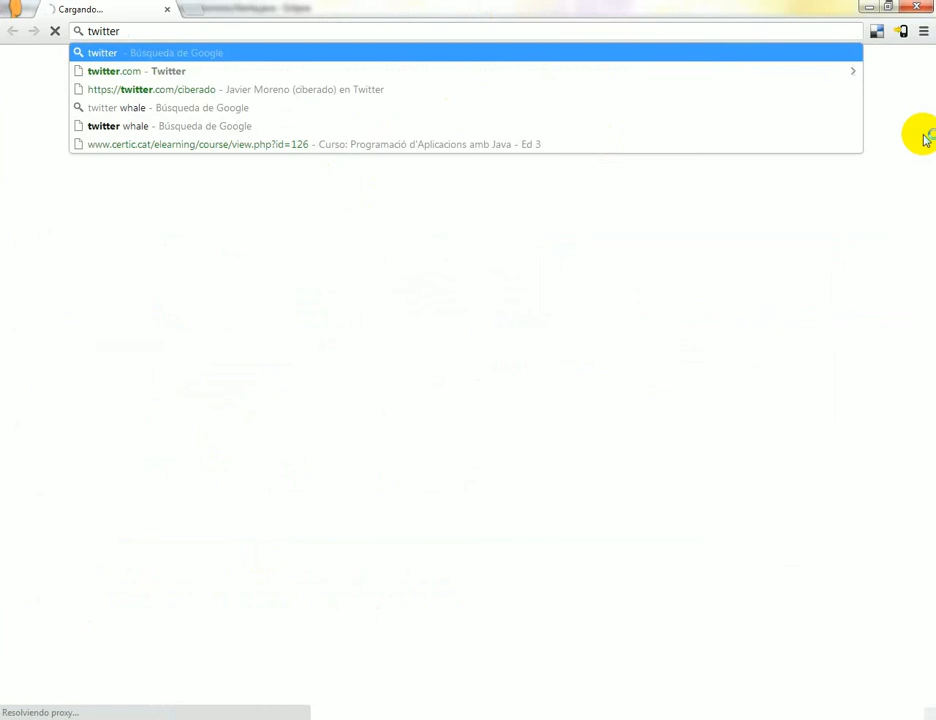 Cargando...
twitter
twitter - Búsqueda de Google
twitter.com - Twitter
https://twitter.com/ciberado - Javier Moreno (ciberado) en Twitter
twitter whale - Búsqueda de Google
twitter whale - Búsqueda de Google
www.certic.cat/elearning/course/view.php?id=126 - Curso: Programació d'Aplicacions amb Java - Ed 3
Resolviendo proxy...